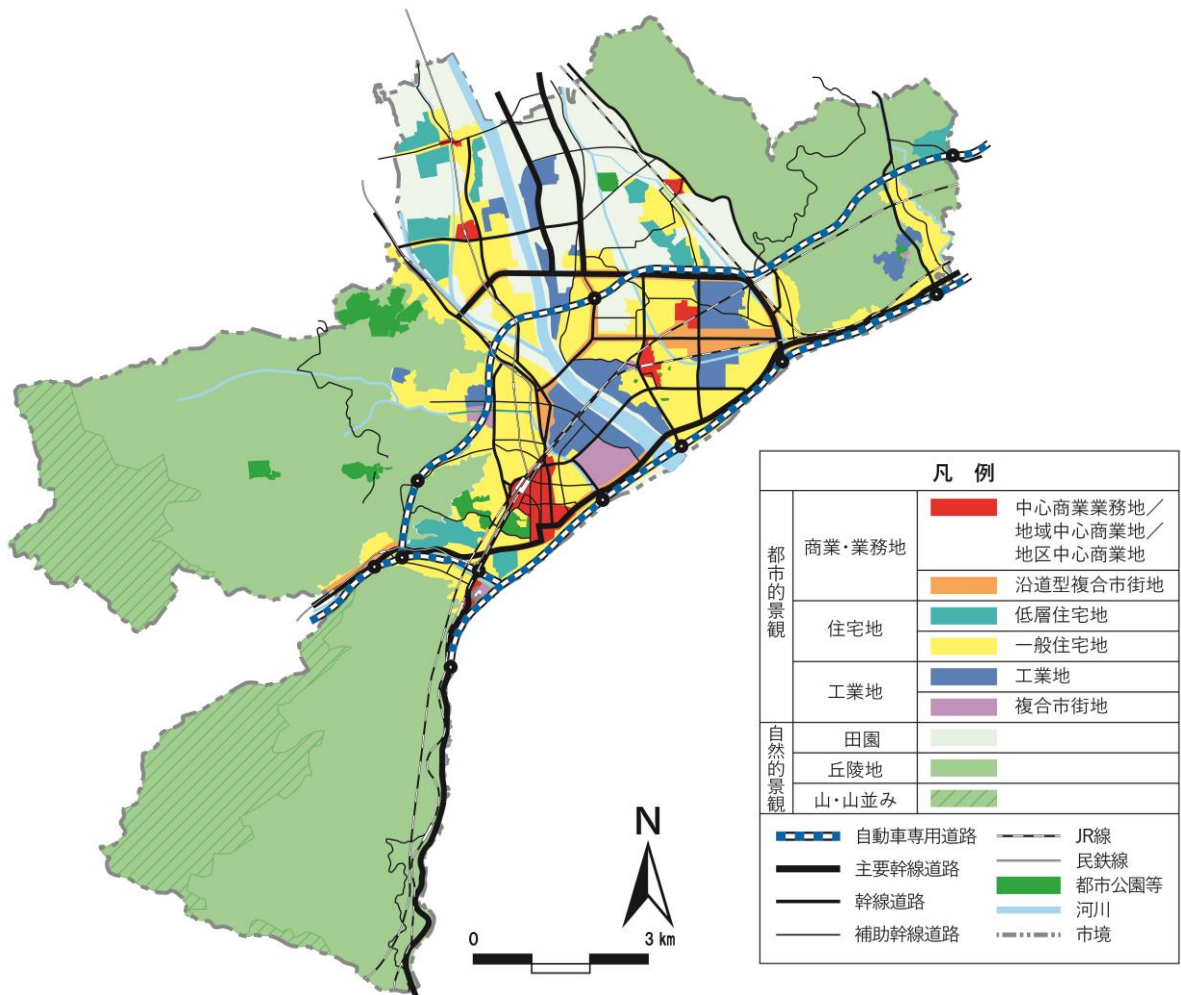 凡 例
都市的景観
商業・業務地
中心商業業務地／
地域中心商業地／
地区中心商業地
沿道型複合市街地
住宅地
低層住宅地
一般住宅地
工業地
工業地
複合市街地
自然的景観
田園
丘陵地
山・山並み
自動車専用道路
主要幹線道路
幹線道路
補助幹線道路
JR線
民鉄線
都市公園等
河川
市境
N
0 3 km